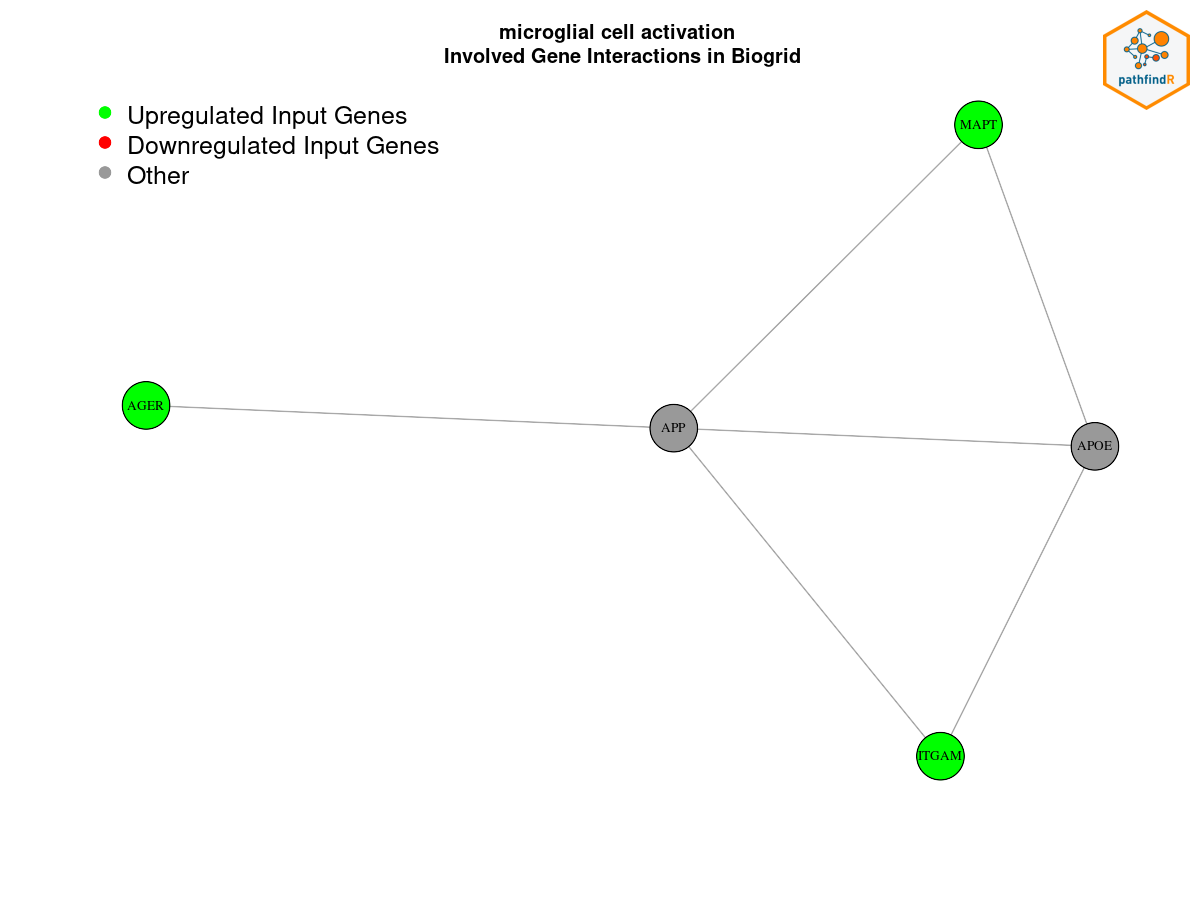 microglial cell activation
Involved Gene Interactions in Biogrid
pathfindR
Upregulated Input Genes
Downregulated Input Genes
Other
MAPT
AGER
APP
APOE
ITGAM